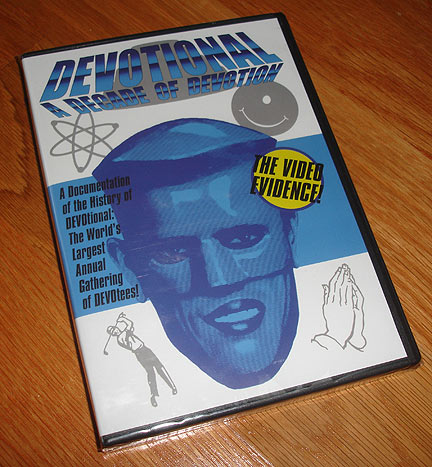 DEVOTIONAL
A DECADE OF DEVOTION
THE VIDEO
EVIDENCE!
A Documentation
of the History of
DEVOtional:
The World's
Largest
Annual
Gathering
of DEVOtees!